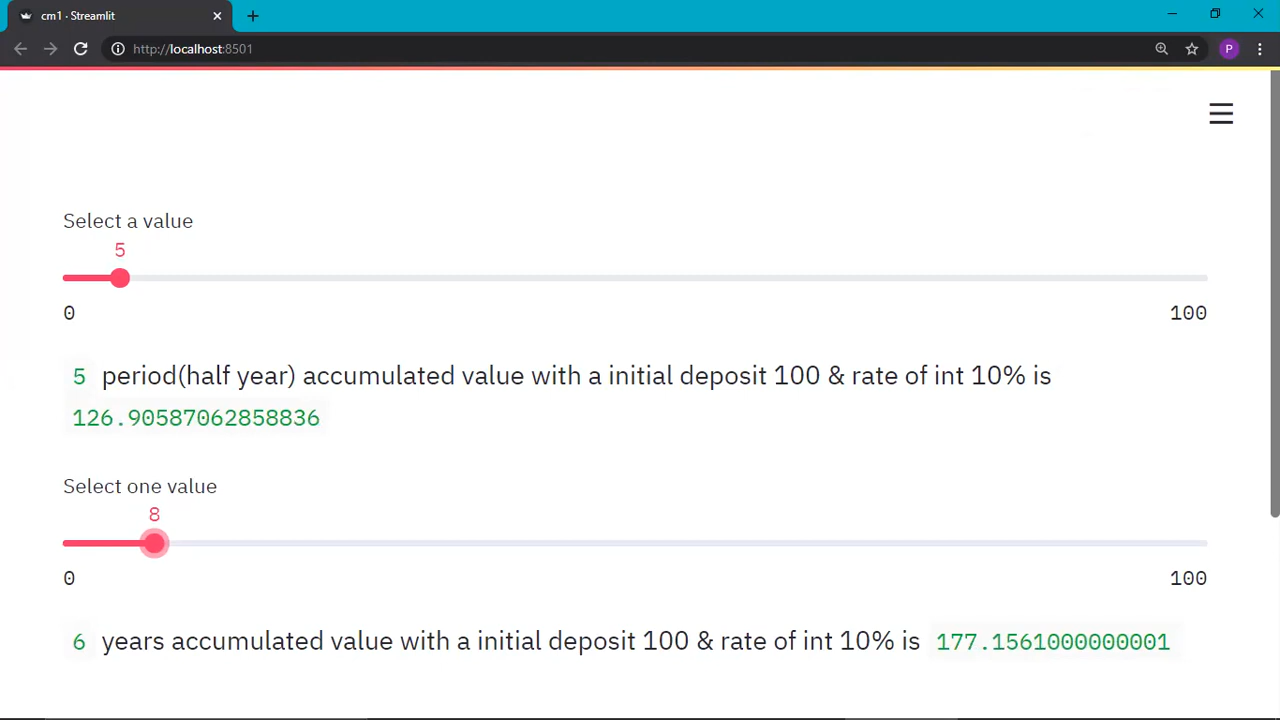 cm1 · Streamlit
http://localhost:8501
P
Select a value
5
0 100
5 period(half year) accumulated value with a initial deposit 100 & rate of int 10% is
126.90587062858836
Select one value
8
0 100
6 years accumulated value with a initial deposit 100 & rate of int 10% is 177.1561000000001